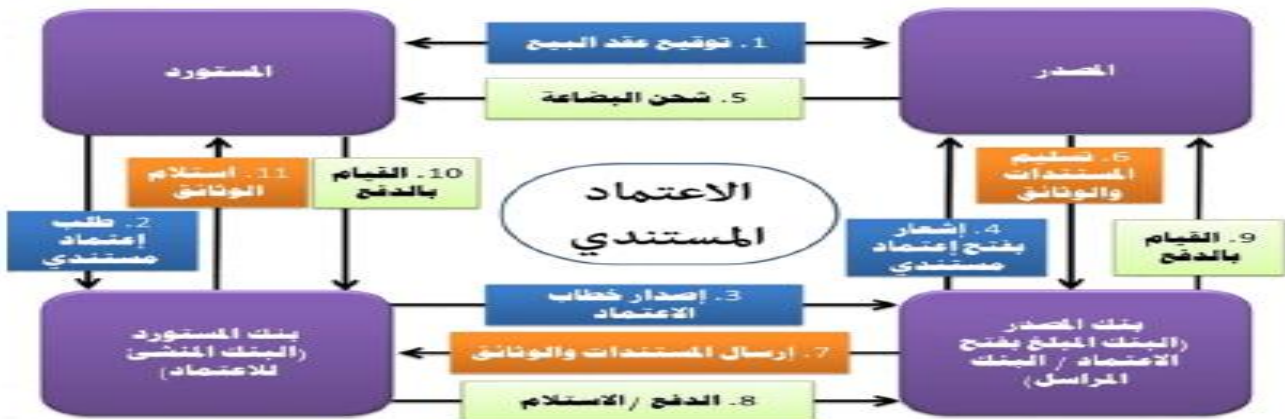 المصدر
1. توقيع عقد البيع
المستورد
5. شحن البضاعة
الاعتماد
المستندي
6. تسليم
المستندات
والوثائق
10. القيام
بالدفع
11. استلام
الوثائق
2. طلب
إعتماد
مستندي
4. إشعار
بفتح إعتماد
مستندي
9. القيام
بالدفع
3. إصدار خطاب
الاعتماد
بنك المصدر
(البنك المبلغ بفتح
الاعتماد / البنك
المراسل)
7. إرسال المستندات والوثائق
بنك المستورد
(البنك المنشئ
للاعتماد)
8. الدفع / الاستلام